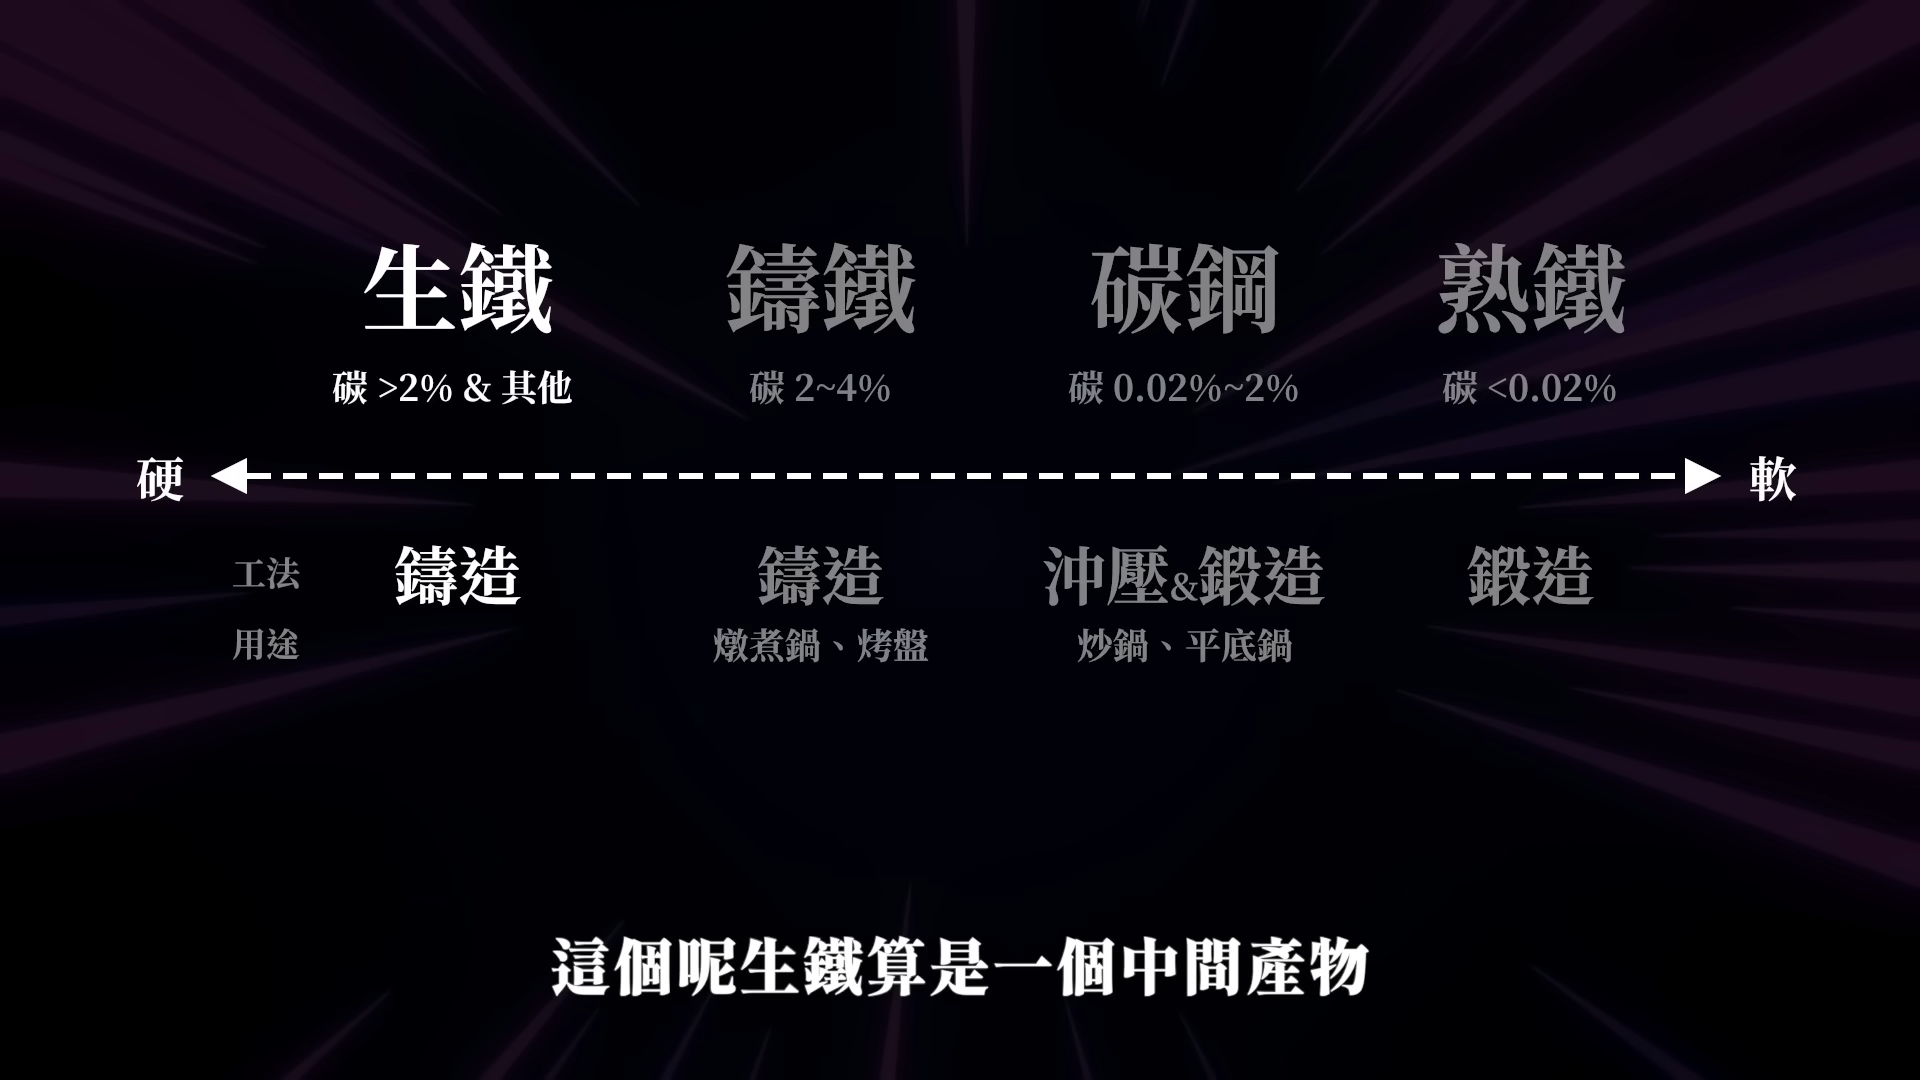 生鐵 鑄鐵 碳鋼 熟鐵
碳 >2% & 其他 碳 2~4% 碳 0.02%~2% 碳 <0.02%
硬 軟
工法 鑄造 鑄造 沖壓&鍛造 鍛造
用途 燉煮鍋、烤盤 炒鍋、平底鍋
這個呢生鐵算是一個中間產物